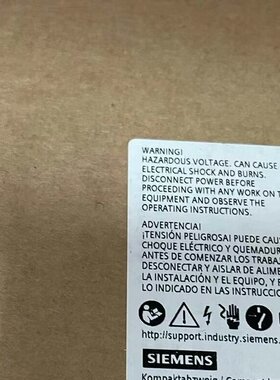 WARNING!
HAZARDOUS VOLTAGE. CAN CAUSE
ELECTRICAL SHOCK AND BURNS.
DISCONNECT POWER BEFORE
PROCEEDING WITH ANY WORK ON T
EQUIPMENT AND OBSERVE THE
OPERATING INSTRUCTIONS.
ADVERTENCIA!
¡TENSIÓN PELIGROSA! PUEDE CAU
CHOQUE ELÉCTRICO Y QUEMADUR
ANTES DE COMENZAR LOS TRABA
DESCONECTAR Y AISLAR DE ALIME
LA INSTALACIÓN Y EL EQUIPO, Y E
LO INDICADO EN LAS INSTRUCCIO
http://support.industry.siemens.
SIEMENS
Kompaktabzweig